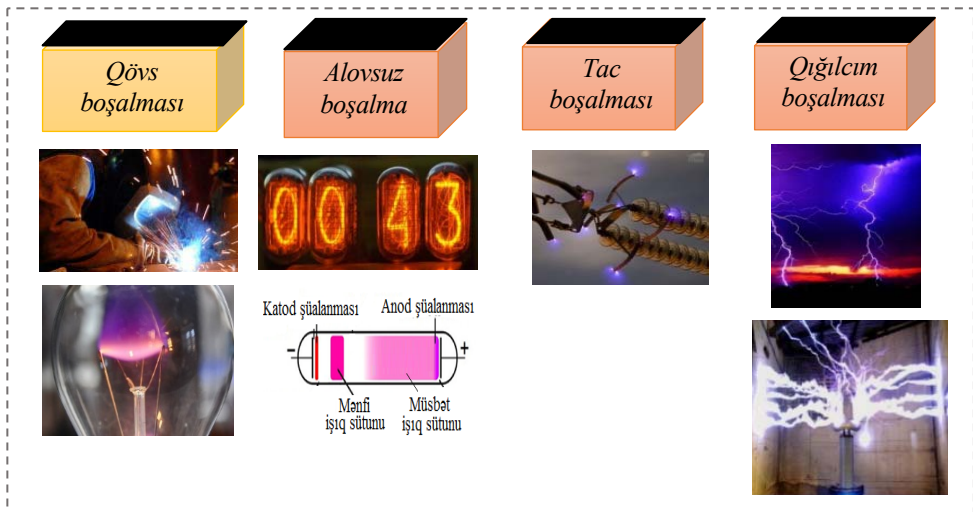 Qövs
boşalması
Alovsuz
boşalma
Tac
boşalması
Qığılcım
boşalması
0043
Katod şüalanması
Anod şüalanması
−
+
Mənfi
işıq sütunu
Müsbət
işıq sütunu